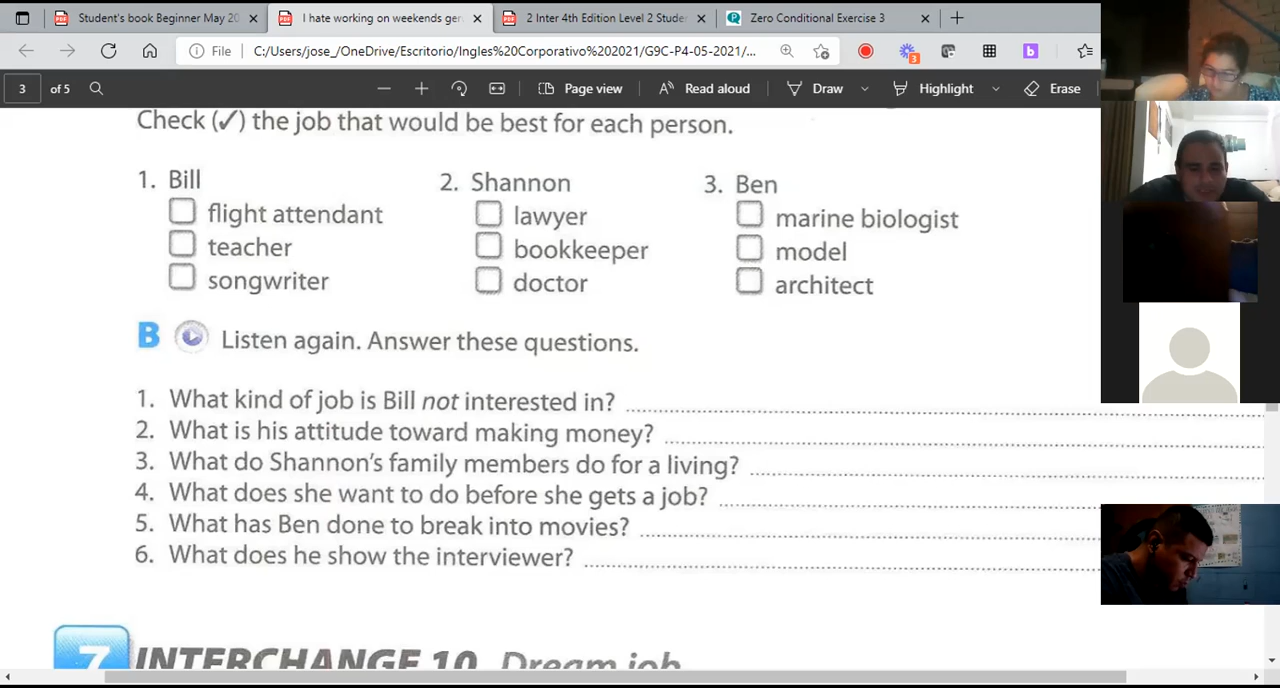 Student's book Beginner May 20
I hate working on weekends ger
2 Inter 4th Edition Level 2 Stude
Zero Conditional Exercise 3
File C:/Users/jose_/OneDrive/Escritorio/Ingles%20Corporativo%202021/G9C-P4-05-2021/...
3
3 of 5 Page view Read aloud Draw Highlight Erase
Check (✓) the job that would be best for each person.
1. Bill
flight attendant
teacher
songwriter
2. Shannon
lawyer
bookkeeper
doctor
3. Ben
marine biologist
model
architect
B Listen again. Answer these questions.
1. What kind of job is Bill not interested in?
2. What is his attitude toward making money?
3. What do Shannon's family members do for a living?
4. What does she want to do before she gets a job?
5. What has Ben done to break into movies?
6. What does he show the interviewer?
7 INTERCHANGE 10 Dream job